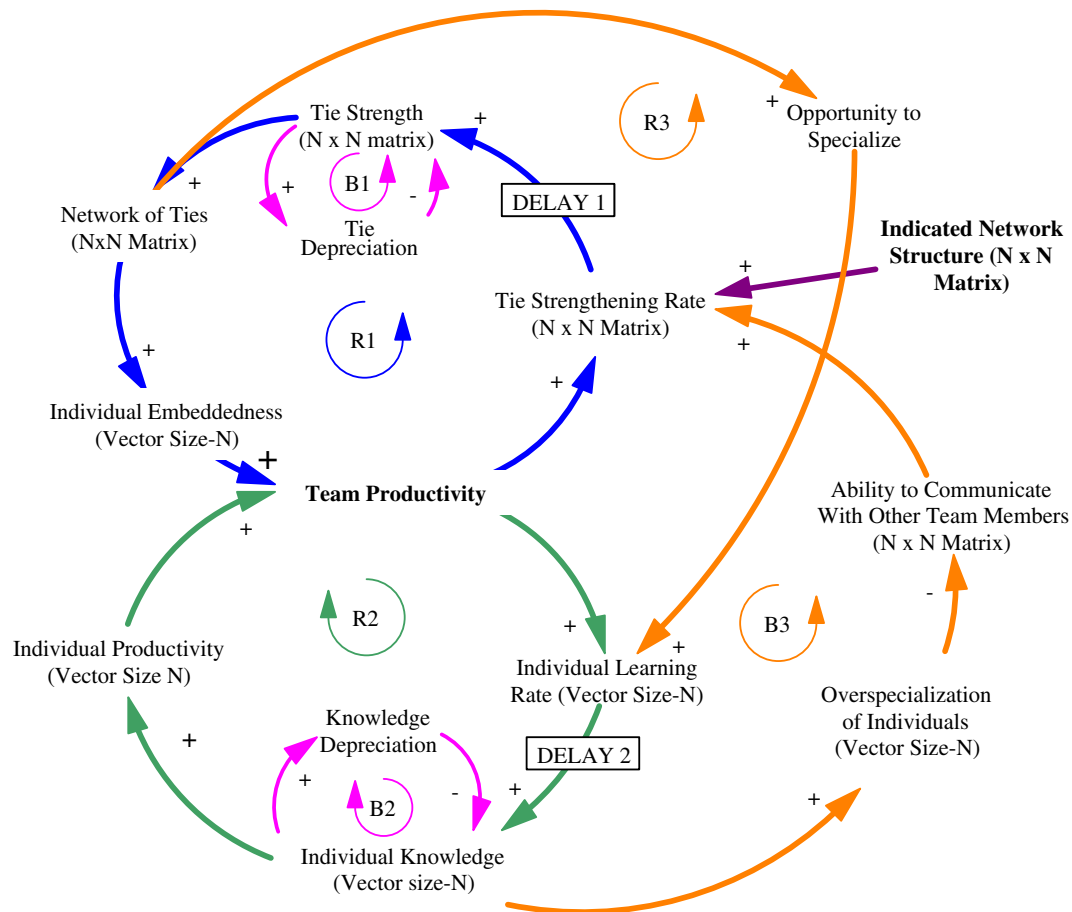 Tie Strength
(N x N matrix)
+
+
R3
+
Opportunity to
Specialize
B1
+
-
+
DELAY 1
Network of Ties
(NxN Matrix)
Tie
Depreciation
Indicated Network
Structure (N x N
Matrix)
+
Tie Strengthening Rate
(N x N Matrix)
R1
+
+
+
Individual Embeddedness
(Vector Size-N)
+
Team Productivity
Ability to Communicate
With Other Team Members
(N x N Matrix)
+
-
R2
B3
+
+
Individual Productivity
(Vector Size N)
Individual Learning
Rate (Vector Size-N)
Overspecialization
of Individuals
(Vector Size-N)
Knowledge
Depreciation
+
DELAY 2
+
-
+
B2
+
Individual Knowledge
(Vector size-N)